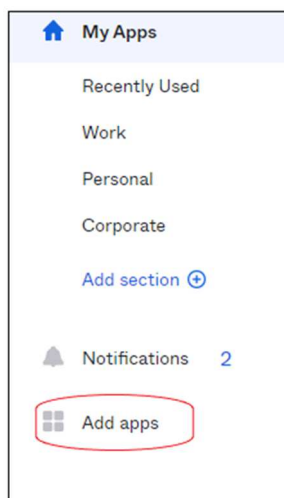 My Apps
Recently Used
Work
Personal
Corporate
Add section
Notifications 2
Add apps